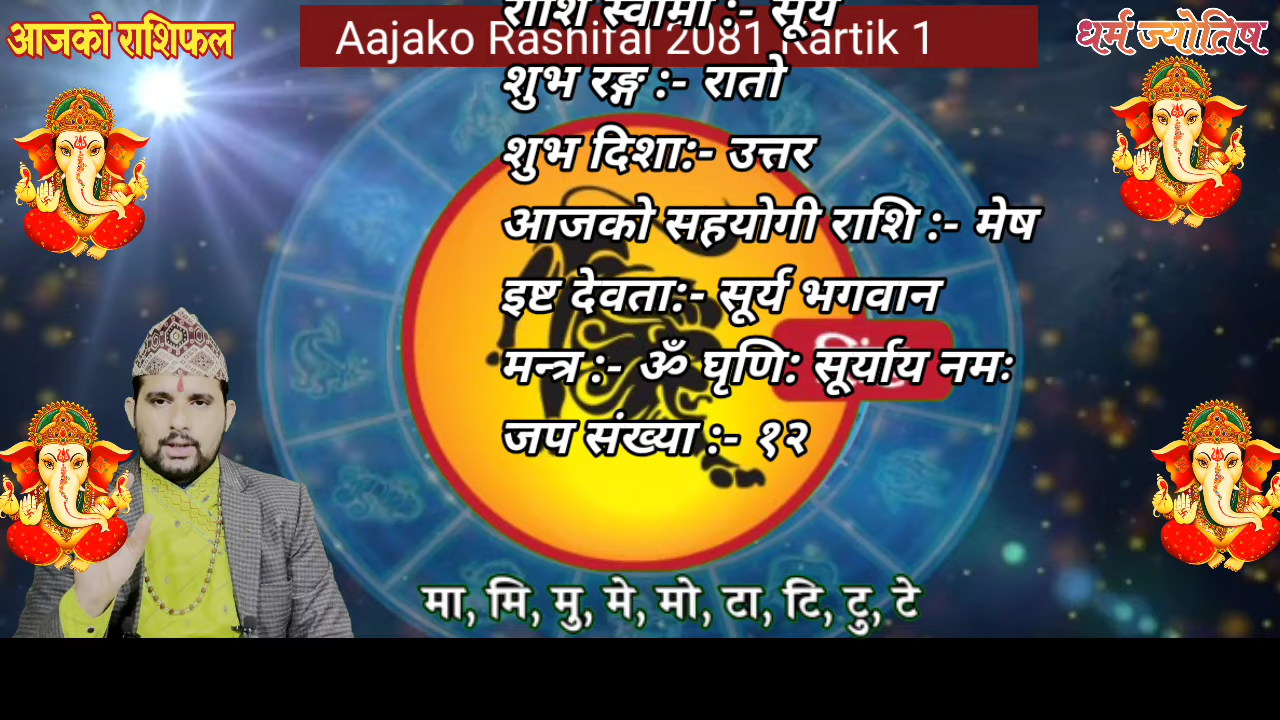 आजको राशिफल
Aajako Rashifal 2081 Kartik 1
धर्म ज्योतिष
राशि स्वामी :- सूर्य
शुभ रङ्ग :- रातो
शुभ दिशा:- उत्तर
आजको सहयोगी राशि :- मेष
इष्ट देवता:- सूर्य भगवान
मन्त्र :- ॐ घृणि: सूर्याय नमः
जप संख्या :- १२
मा, मि, मु, मे, मो, टा, टि, टु, टे